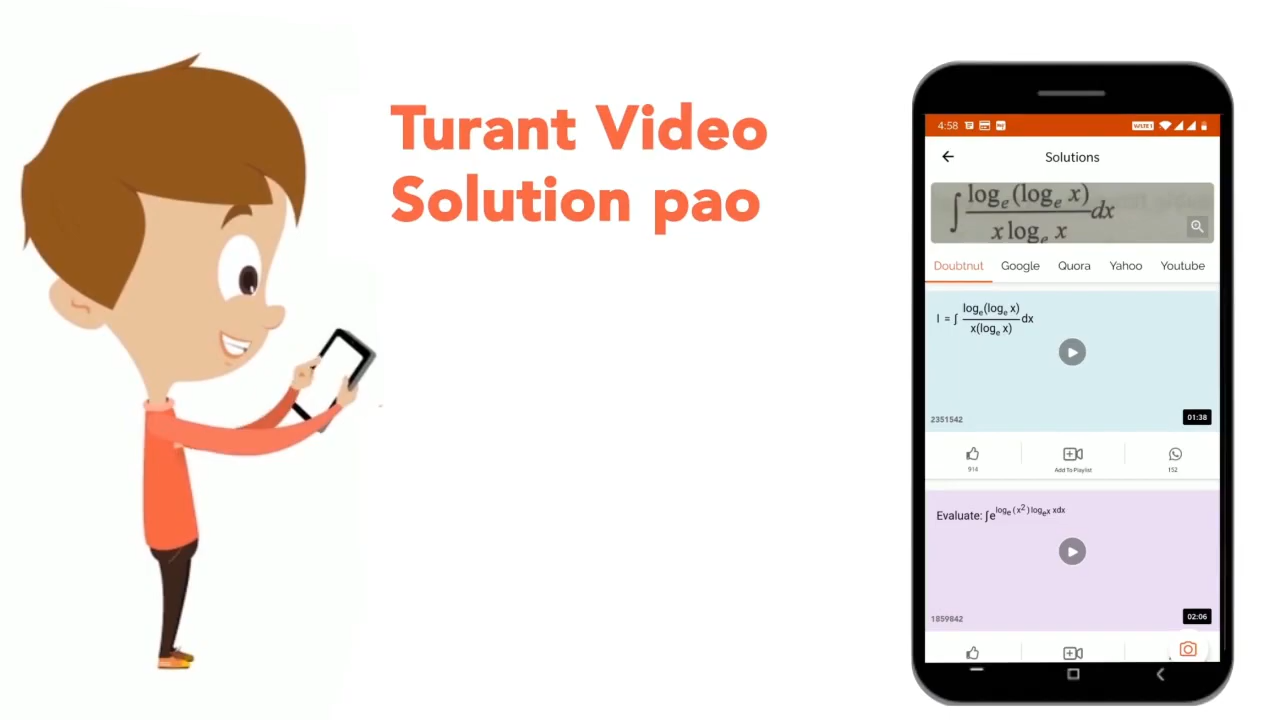 Turant Video
Solution pao
4:58
VoLTE1
Solutions
∫ logₑ(logₑ x) / x logₑ x dx
Doubtnut Google Quora Yahoo Youtube
I = ∫ logₑ(logₑ x) / x(logₑ x) dx
2351542 01:38
914 Add To Playlist 152
Evaluate: ∫e^logₑ(x²)logₑx xdx
1859842 02:06